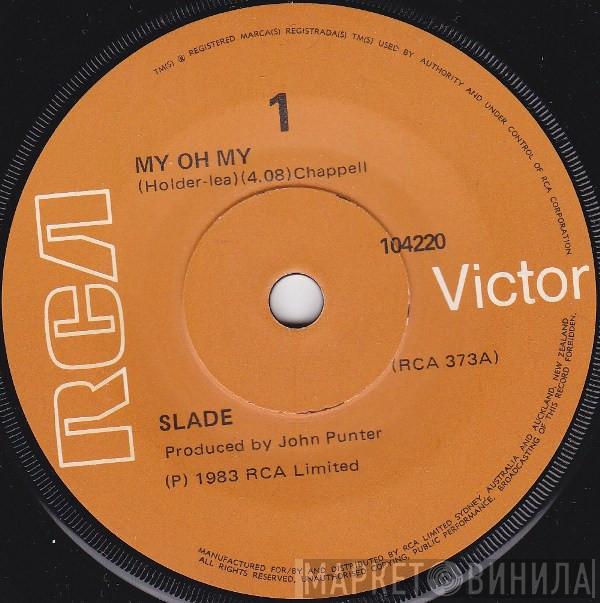 TM(S) ® REGISTERED MARCA(S) REGISTRADA(S) TM(S) USED BY AUTHORITY AND UNDER CONTROL OF RCA CORPORATION
1
MY OH MY
(Holder-lea)(4.08)Chappell
104220
RCA
Victor
(RCA 373A)
SLADE
Produced by John Punter
(P) 1983 RCA Limited
MANUFACTURED FOR/BY AND DISTRIBUTED BY RCA LIMITED SYDNEY, AUSTRALIA AND AUCKLAND, NEW ZEALAND
ALL RIGHTS RESERVED, UNAUTHORISED COPYING, PUBLIC PERFORMANCE, BROADCASTING OF THIS RECORD FORBIDDEN.
МАРКЕТ ВИНИЛА